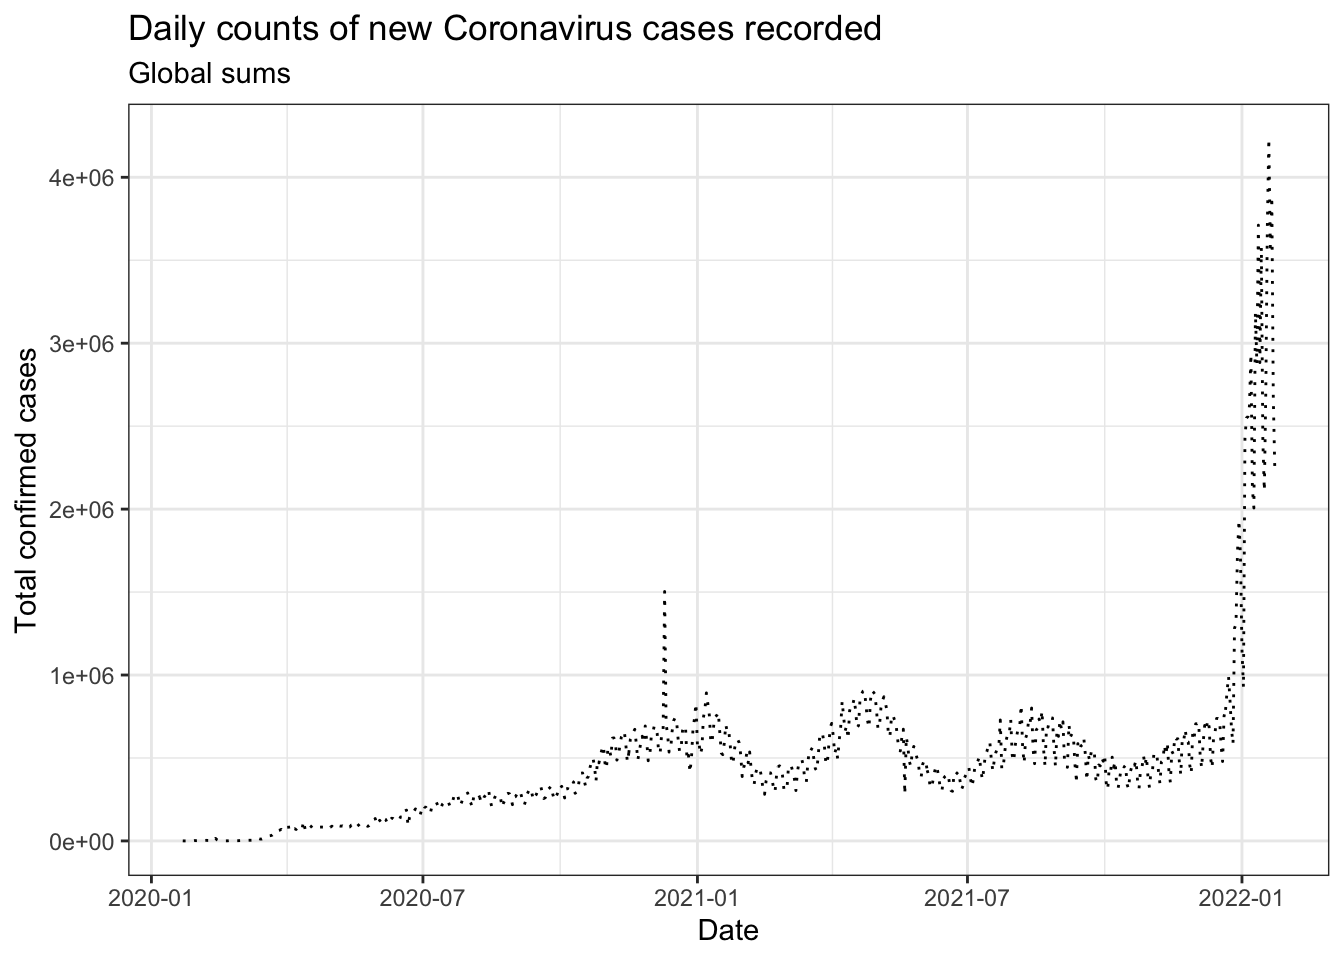 Daily counts of new Coronavirus cases recorded
Global sums
Total confirmed cases
4e+06
3e+06
2e+06
1e+06
0e+00
2020-01
2020-07
2021-01
2021-07
2022-01
Date